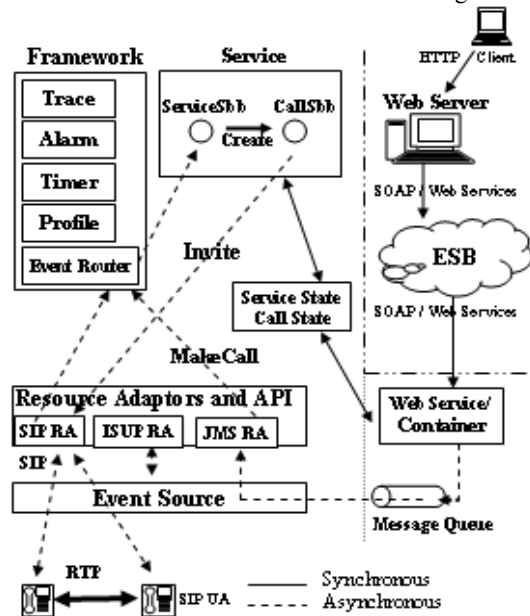 HTTP Client
Framework
Service
Trace
Alarm
Timer
Profile
Event Router
ServiceSbb
CallSbb
Create
Web Server
SOAP / Web Services
ESB
SOAP / Web Services
Invite
Service State
Call State
MakeCall
Resource Adaptors and API
SIP RA
ISUP RA
JMS RA
SIP
Event Source
Web Service/
Container
Message Queue
RTP
SIP UA
Synchronous
Asynchronous